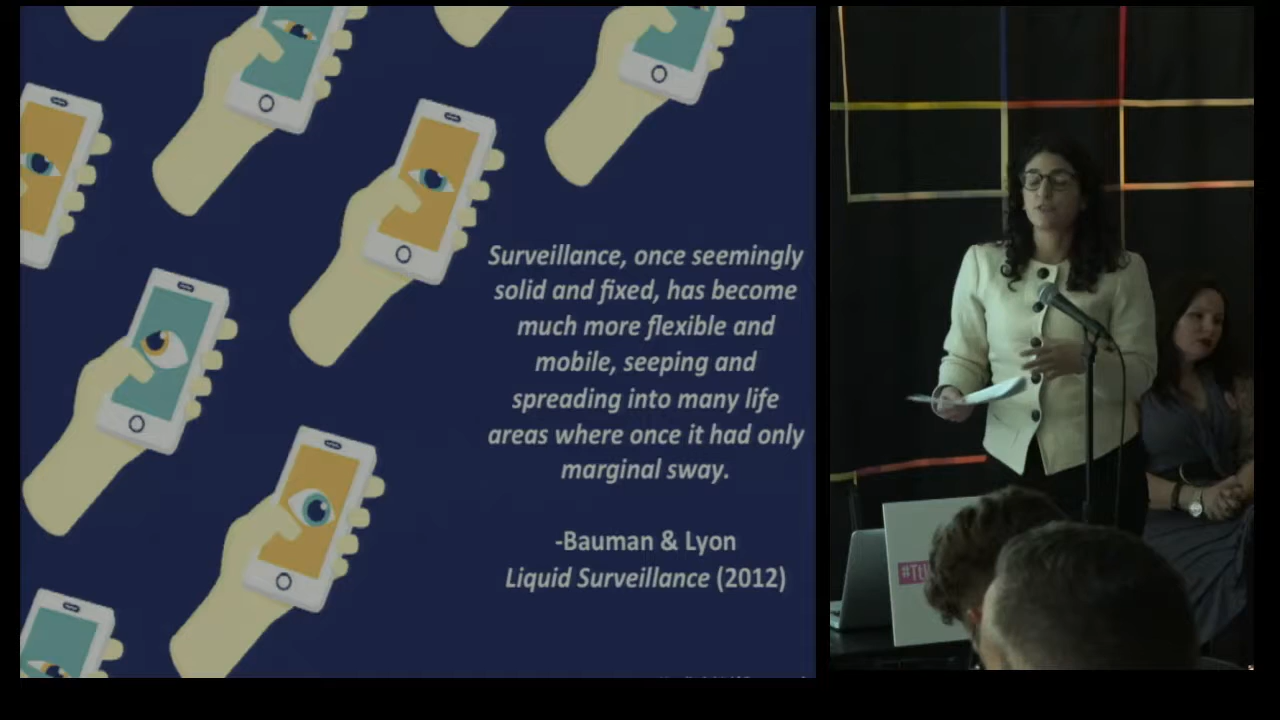 Surveillance, once seemingly
solid and fixed, has become
much more flexible and
mobile, seeping and
spreading into many life
areas where once it had only
marginal sway.
-Bauman & Lyon
Liquid Surveillance (2012)